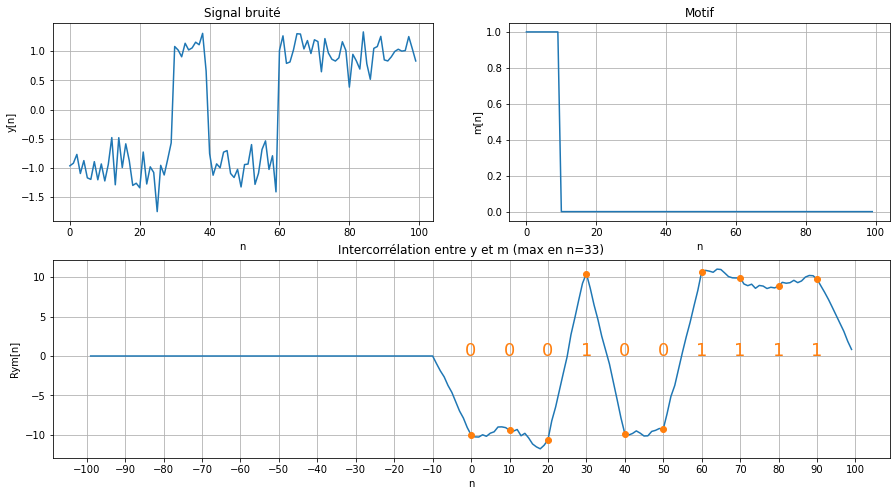 Signal bruité
1.0
0.5
0.0
−0.5
−1.0
−1.5
y[n]
0 20 40 60 80 100
n
Motif
1.0
0.8
0.6
0.4
0.2
0.0
m[n]
0 20 40 60 80 100
n
Intercorrélation entre y et m (max en n=33)
10
5
0
−5
−10
Rym[n]
0 0 0 1 0 0 1 1 1 1
−100 −90 −80 −70 −60 −50 −40 −30 −20 −10 0 10 20 30 40 50 60 70 80 90 100
n